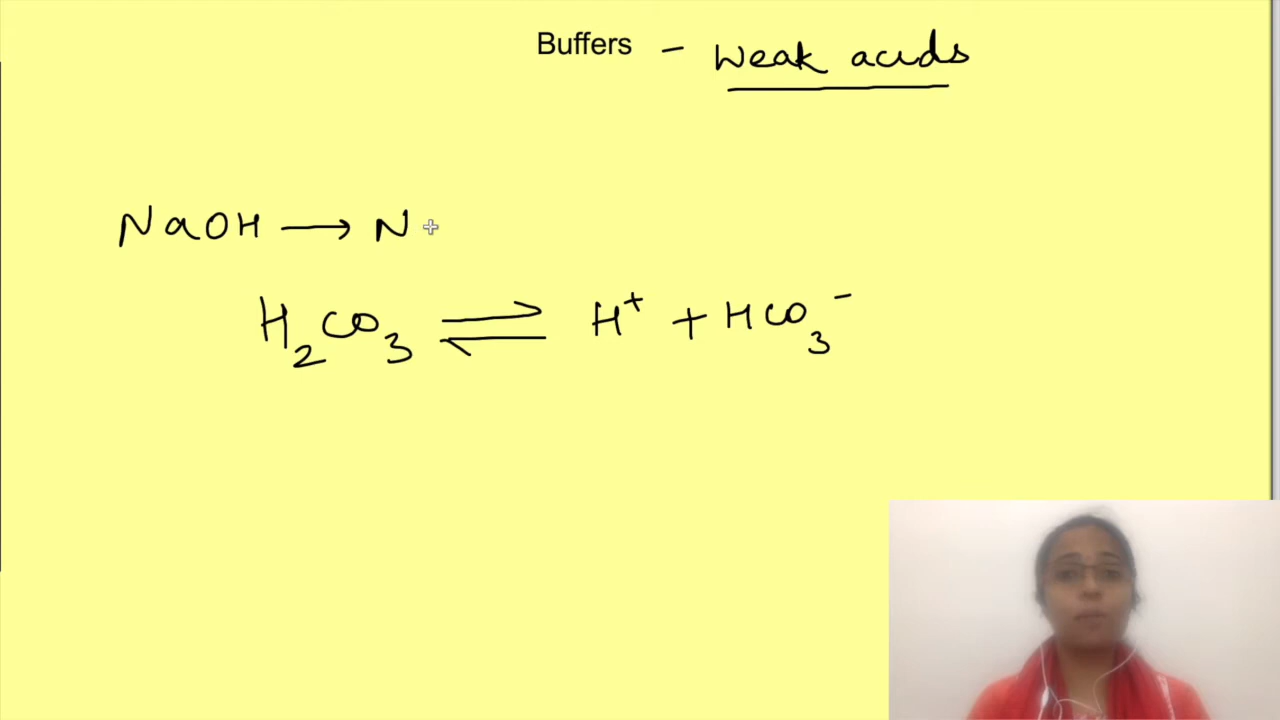 Buffers - Weak acids
NaOH → N
H₂CO₃ ⇌ H⁺ + HCO₃⁻